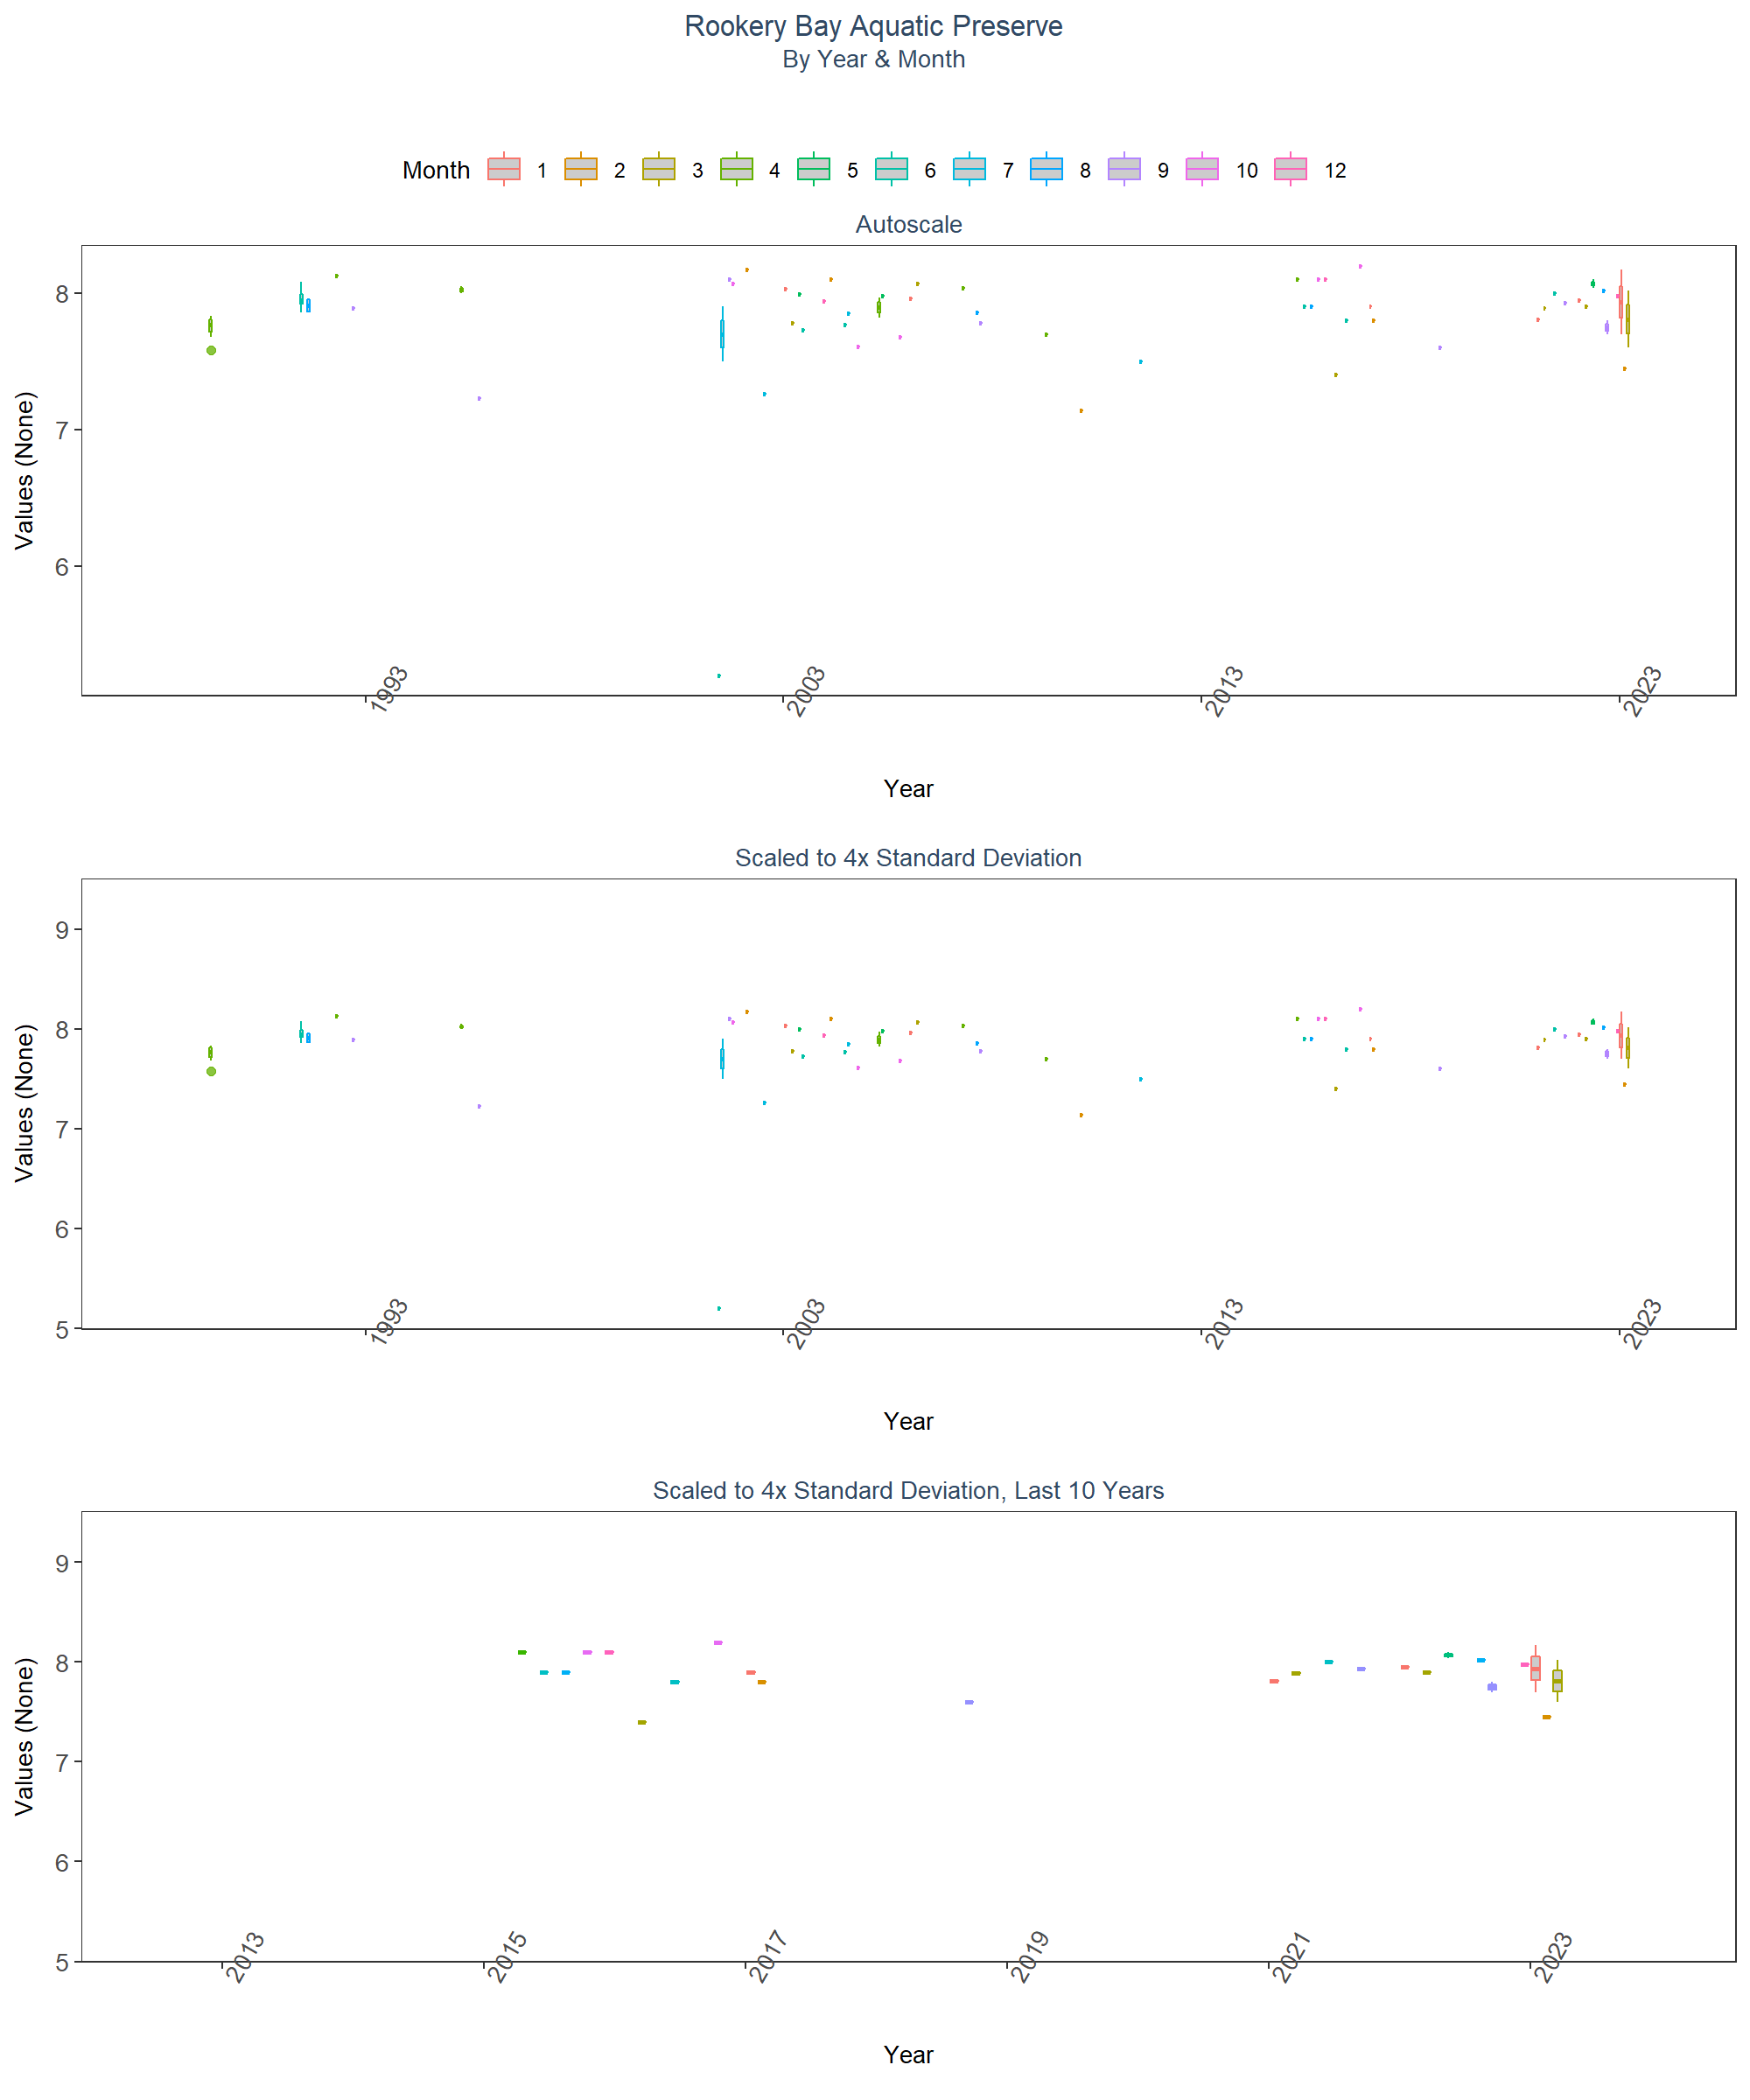 Rookery Bay Aquatic Preserve
By Year & Month
Month 1 2 3 4 5 6 7 8 9 10 12
Autoscale
Values (None)
8
7
6
1993 2003 2013 2023
Year
Scaled to 4x Standard Deviation
Values (None)
9
8
7
6
5
1993 2003 2013 2023
Year
Scaled to 4x Standard Deviation, Last 10 Years
Values (None)
9
8
7
6
5
2013 2015 2017 2019 2021 2023
Year